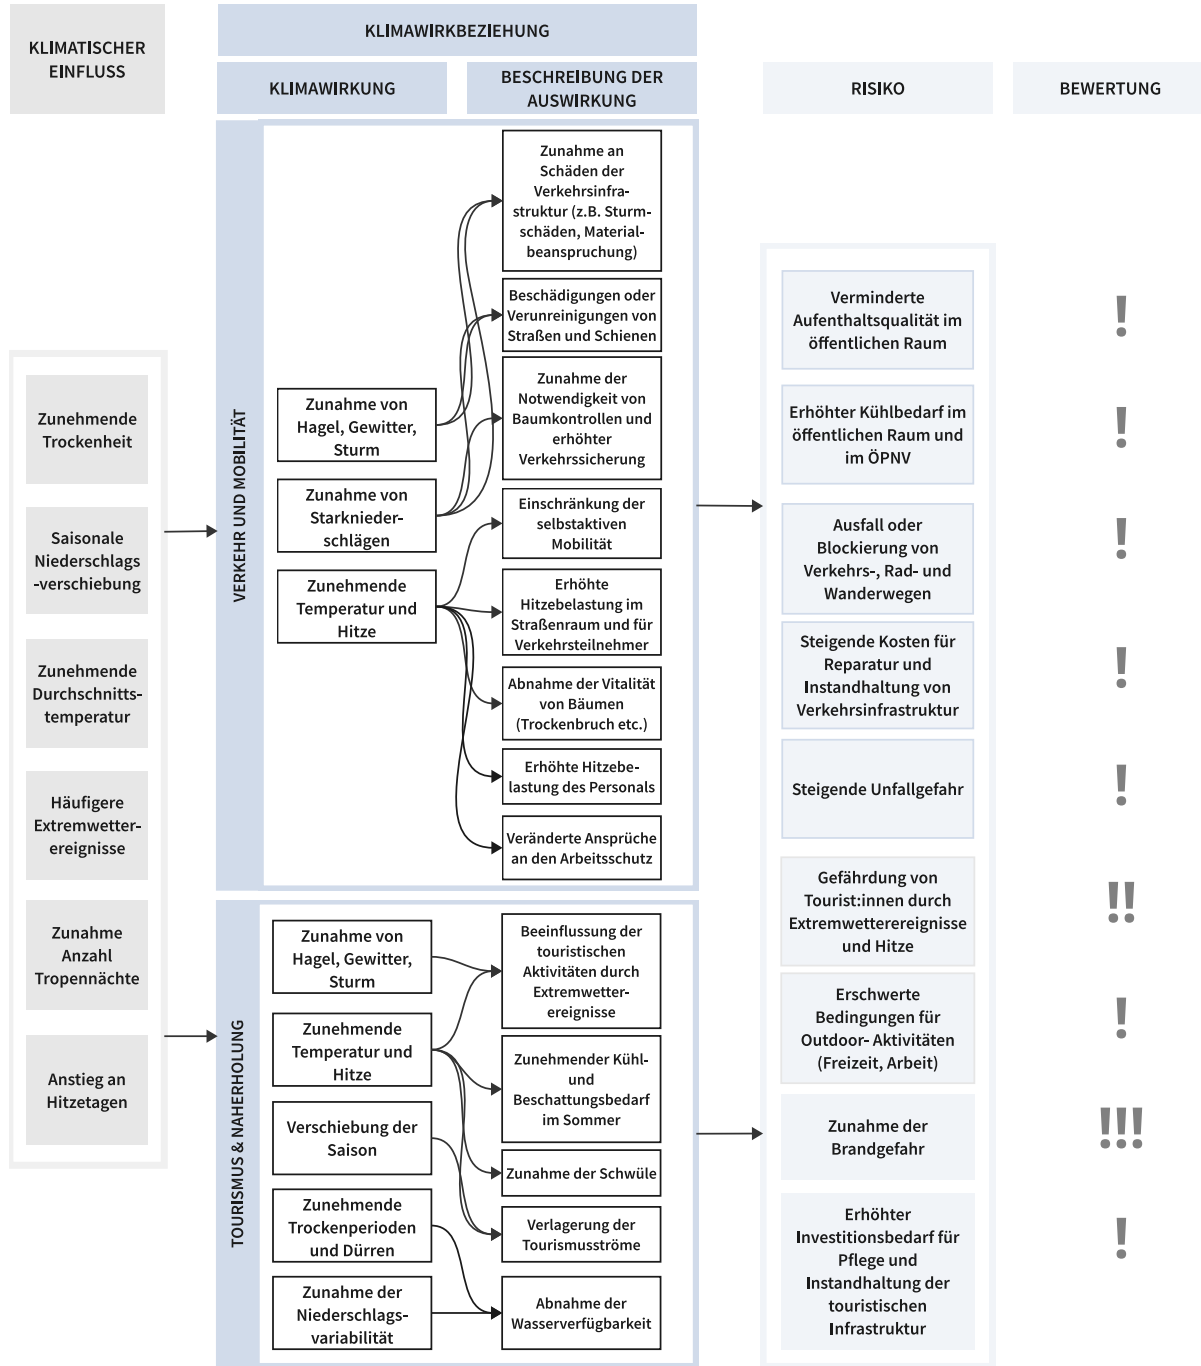 KLIMATISCHER
EINFLUSS
KLIMAWIRKBEZIEHUNG
KLIMAWIRKUNG
BESCHREIBUNG DER
AUSWIRKUNG
RISIKO
BEWERTUNG
Zunehmende
Trockenheit
Saisonale
Niederschlags
-verschiebung
Zunehmende
Durchschnitts-
temperatur
Häufigere
Extremwetter-
ereignisse
Zunahme
Anzahl
Tropennächte
Anstieg an
Hitzetagen
VERKEHR UND MOBILITÄT
Zunahme von
Hagel, Gewitter,
Sturm
Zunahme von
Starknieder-
schlägen
Zunehmende
Temperatur und
Hitze
Zunahme an
Schäden der
Verkehrsinfra-
struktur (z.B. Sturm-
schäden, Material-
beanspruchung)
Beschädigungen oder
Verunreinigungen von
Straßen und Schienen
Zunahme der
Notwendigkeit von
Baumkontrollen und
erhöhter
Verkehrssicherung
Einschränkung der
selbstaktiven
Mobilität
Erhöhte
Hitzebelastung im
Straßenraum und für
Verkehrsteilnehmer
Abnahme der Vitalität
von Bäumen
(Trockenbruch etc.)
Erhöhte Hitzebe-
lastung des Personals
Veränderte Ansprüche
an den Arbeitsschutz
TOURISMUS & NAHERHOLUNG
Zunahme von
Hagel, Gewitter,
Sturm
Zunehmende
Temperatur und
Hitze
Verschiebung der
Saison
Zunehmende
Trockenperioden
und Dürren
Zunahme der
Niederschlags-
variabilität
Beeinflussung der
touristischen
Aktivitäten durch
Extremwetter-
ereignisse
Zunehmender Kühl-
und
Beschattungsbedarf
im Sommer
Zunahme der Schwüle
Verlagerung der
Tourismusströme
Abnahme der
Wasserverfügbarkeit
Verminderte
Aufenthaltsqualität im
öffentlichen Raum
!
Erhöhter Kühlbedarf im
öffentlichen Raum und
im ÖPNV
!
Ausfall oder
Blockierung von
Verkehrs-, Rad- und
Wanderwegen
!
Steigende Kosten für
Reparatur und
Instandhaltung von
Verkehrsinfrastruktur
!
Steigende Unfallgefahr
!
Gefährdung von
Tourist:innen durch
Extremwetterereignisse
und Hitze
!!
Erschwerte
Bedingungen für
Outdoor- Aktivitäten
(Freizeit, Arbeit)
!
Zunahme der
Brandgefahr
!!!
Erhöhter
Investitionsbedarf für
Pflege und
Instandhaltung der
touristischen
Infrastruktur
!